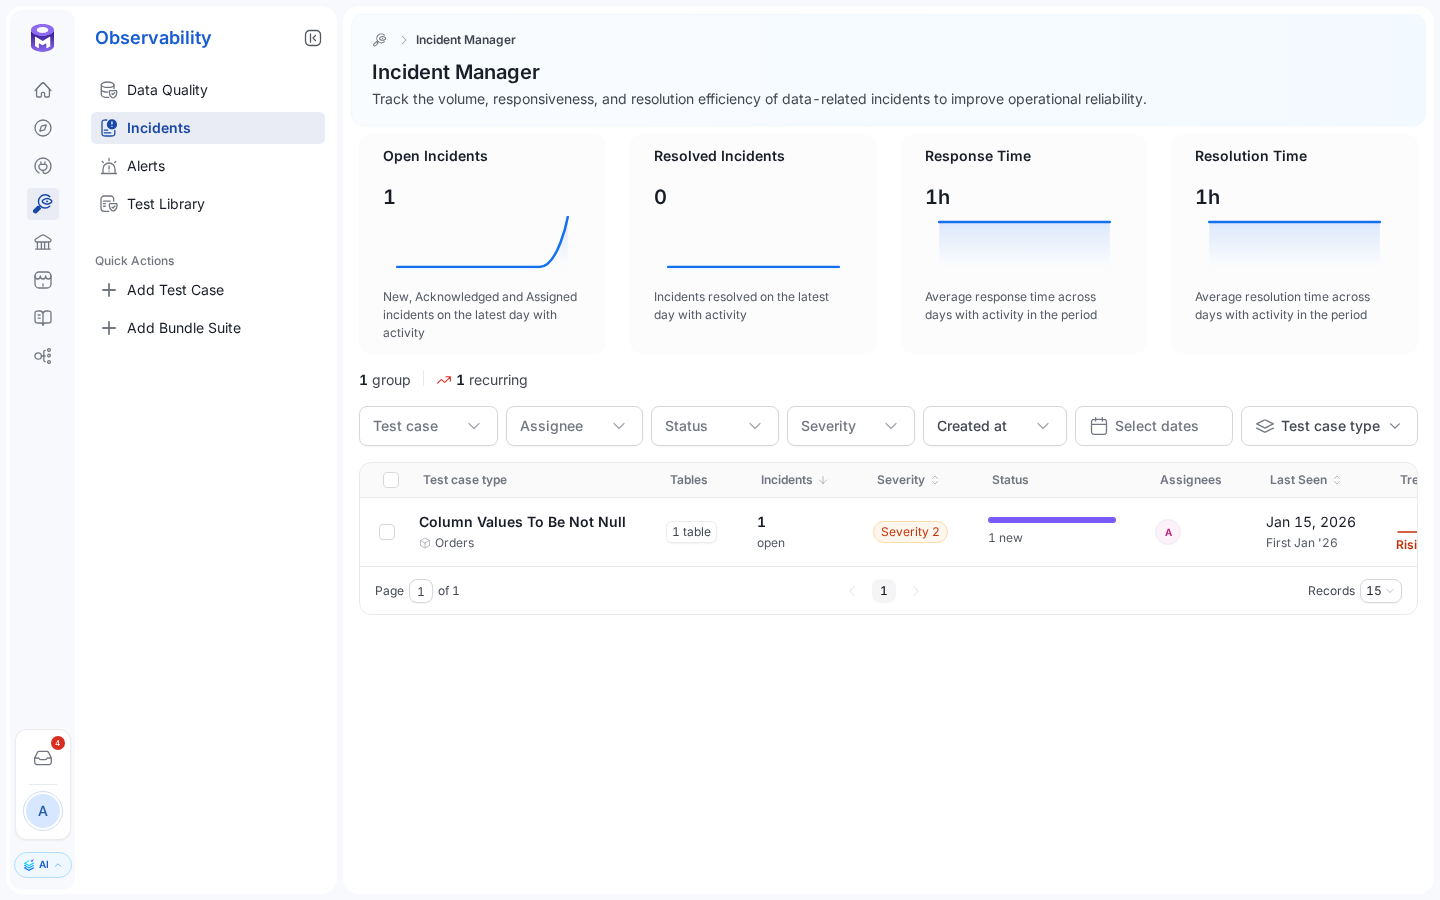 Observability
Data Quality
Incidents
Alerts
Test Library
Quick Actions
Add Test Case
Add Bundle Suite
4
A
AI
Incident Manager
Incident Manager
Track the volume, responsiveness, and resolution efficiency of data-related incidents to improve operational reliability.
Open Incidents
1
New, Acknowledged and Assigned
incidents on the latest day with
activity
Resolved Incidents
0
Incidents resolved on the latest
day with activity
Response Time
1h
Average response time across
days with activity in the period
Resolution Time
1h
Average resolution time across
days with activity in the period
1 group 1 recurring
Test case Assignee Status Severity Created at Select dates Test case type
Test case type Tables Incidents Severity Status Assignees Last Seen Tre
Column Values To Be Not Null 1 table 1 Severity 2 A Jan 15, 2026
Orders open 1 new First Jan '26 Risi
Page 1 of 1 1 Records 15